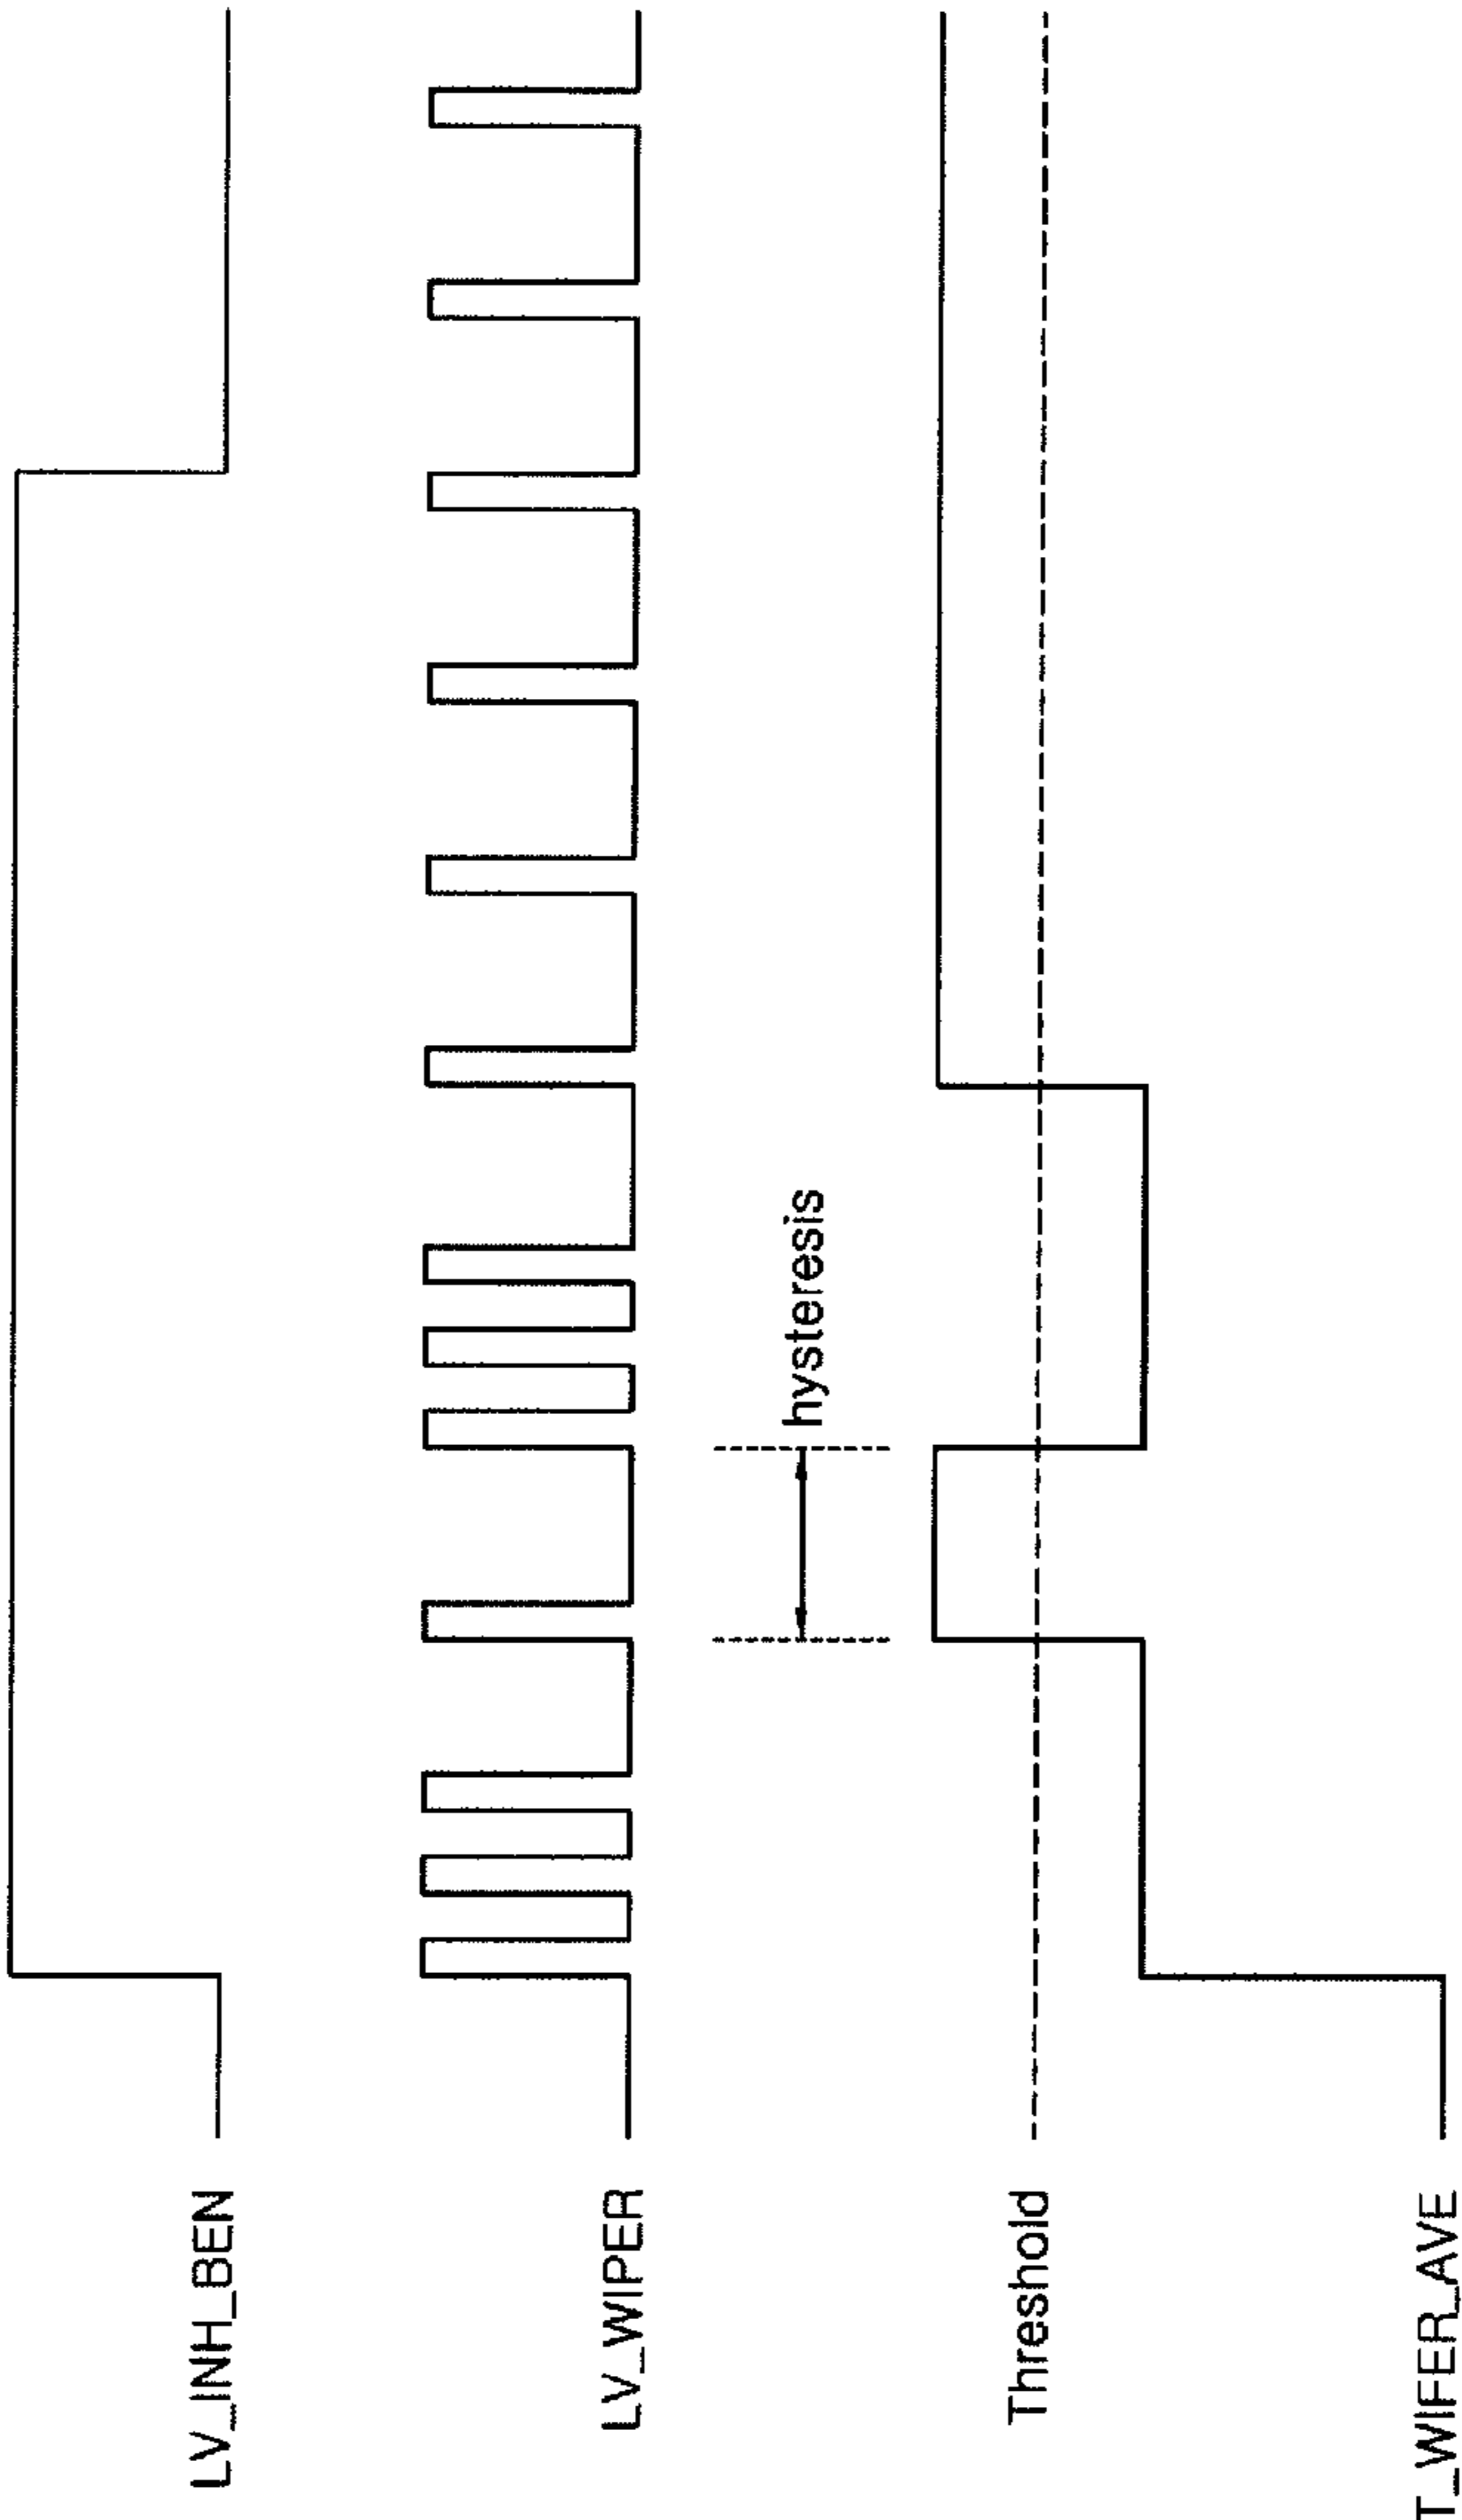 LV_INH_BEN
LV_WIPER
hysteresis
Threshold
T_WIFER_AVE